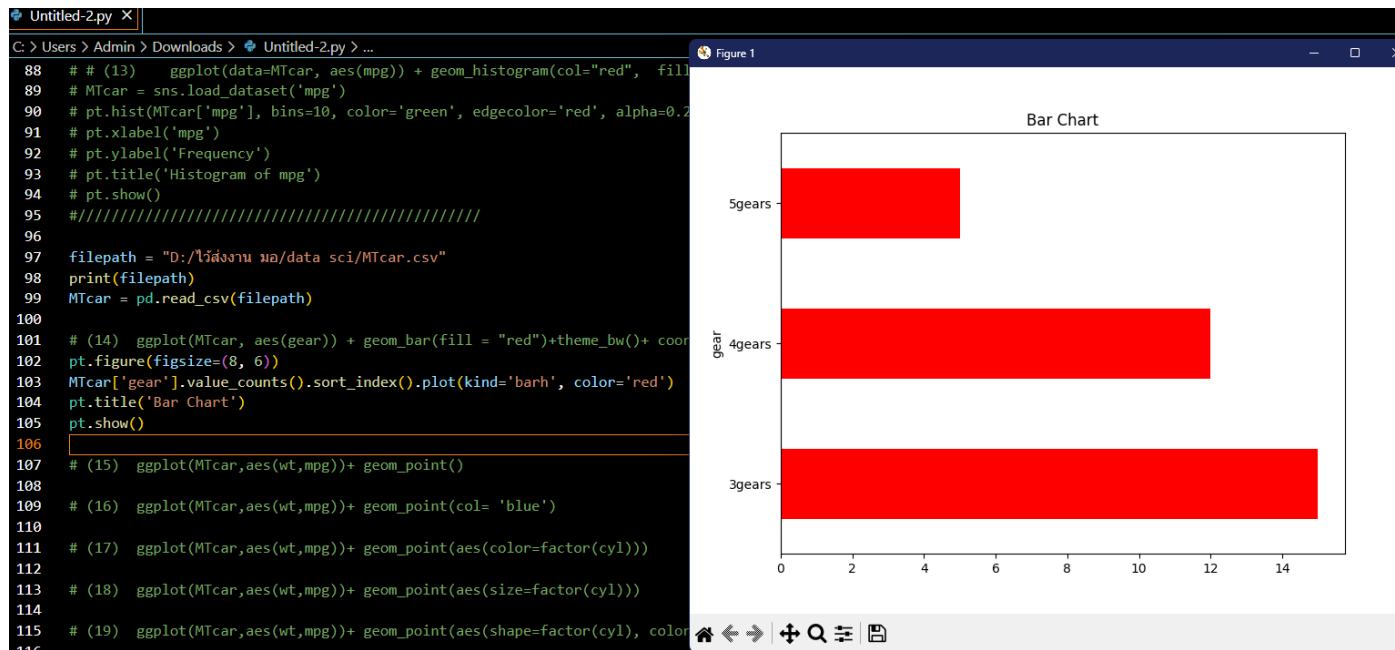 Untitled-2.py ×
C: > Users > Admin > Downloads > Untitled-2.py > ...
88 # # (13) ggplot(data=MTcar, aes(mpg)) + geom_histogram(col="red", fill
89 # MTcar = sns.load_dataset('mpg')
90 # pt.hist(MTcar['mpg'], bins=10, color='green', edgecolor='red', alpha=0.2
91 # pt.xlabel('mpg')
92 # pt.ylabel('Frequency')
93 # pt.title('Histogram of mpg')
94 # pt.show()
95 #////////////////////////////////////////////////
96
97 filepath = "D:/ไว้ส่งงาน มอ/data sci/MTcar.csv"
98 print(filepath)
99 MTcar = pd.read_csv(filepath)
100
101 # (14) ggplot(MTcar, aes(gear)) + geom_bar(fill = "red")+theme_bw()+ coor
102 pt.figure(figsize=(8, 6))
103 MTcar['gear'].value_counts().sort_index().plot(kind='barh', color='red')
104 pt.title('Bar Chart')
105 pt.show()
106
107 # (15) ggplot(MTcar,aes(wt,mpg))+ geom_point()
108
109 # (16) ggplot(MTcar,aes(wt,mpg))+ geom_point(col= 'blue')
110
111 # (17) ggplot(MTcar,aes(wt,mpg))+ geom_point(aes(color=factor(cyl)))
112
113 # (18) ggplot(MTcar,aes(wt,mpg))+ geom_point(aes(size=factor(cyl)))
114
115 # (19) ggplot(MTcar,aes(wt,mpg))+ geom_point(aes(shape=factor(cyl), color
Figure 1
Bar Chart
5gears
gear
4gears
3gears
0 2 4 6 8 10 12 14